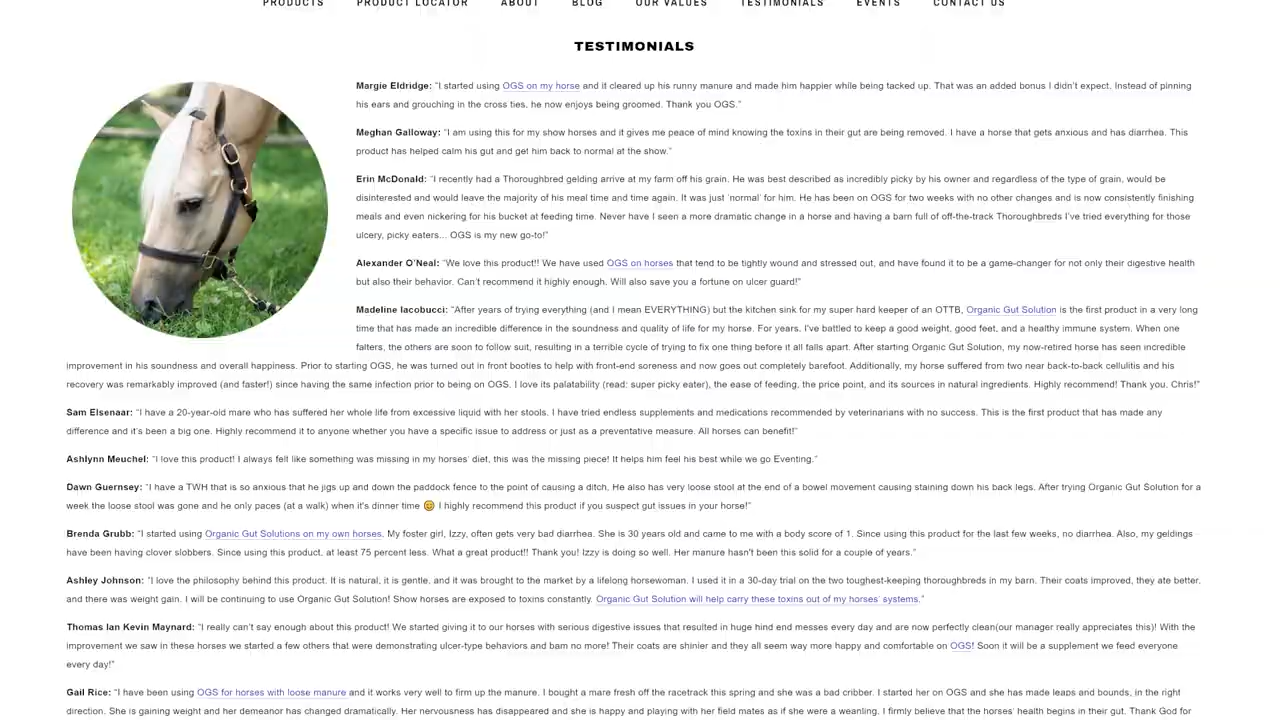 PRODUCTS PRODUCT LOCATOR ABOUT BLOG OUR VALUES TESTIMONIALS EVENTS CONTACT US
TESTIMONIALS
Margie Eldridge: "I started using OGS on my horse and it cleared up his runny manure and made him happier while being tacked up. That was an added bonus I didn't expect. Instead of pinning
his ears and grouching in the cross ties, he now enjoys being groomed. Thank you OGS."
Meghan Galloway: "I am using this for my show horses and it gives me peace of mind knowing the toxins in their gut are being removed. I have a horse that gets anxious and has diarrhea. This
product has helped calm his gut and get him back to normal at the show."
Erin McDonald: "I recently had a Thoroughbred gelding arrive at my farm off his grain. He was best described as incredibly picky by his owner and regardless of the type of grain, would be
disinterested and would leave the majority of his meal time and time again. It was just 'normal' for him. He has been on OGS for two weeks with no other changes and is now consistently finishing
meals and even nickering for his bucket at feeding time. Never have I seen a more dramatic change in a horse and having a barn full of off-the-track Thoroughbreds I've tried everything for those
ulcery, picky eaters... OGS is my new go-to!"
Alexander O'Neal: "We love this product!! We have used OGS on horses that tend to be tightly wound and stressed out, and have found it to be a game-changer for not only their digestive health
but also their behavior. Can't recommend it highly enough. Will also save you a fortune on ulcer guard!"
Madeline Iacobucci: "After years of trying everything (and I mean EVERYTHING) but the kitchen sink for my super hard keeper of an OTTB, Organic Gut Solution is the first product in a very long
time that has made an incredible difference in the soundness and quality of life for my horse. For years, I've battled to keep a good weight, good feet, and a healthy immune system. When one
falters, the others are soon to follow suit, resulting in a terrible cycle of trying to fix one thing before it all falls apart. After starting Organic Gut Solution, my now-retired horse has seen incredible
improvement in his soundness and overall happiness. Prior to starting OGS, he was turned out in front booties to help with front-end soreness and now goes out completely barefoot. Additionally, my horse suffered from two near back-to-back cellulitis and his
recovery was remarkably improved (and faster!) since having the same infection prior to being on OGS. I love its palatability (read: super picky eater), the ease of feeding, the price point, and its sources in natural ingredients. Highly recommend! Thank you, Chris!"
Sam Elsenaar: "I have a 20-year-old mare who has suffered her whole life from excessive liquid with her stools. I have tried endless supplements and medications recommended by veterinarians with no success. This is the first product that has made any
difference and it's been a big one. Highly recommend it to anyone whether you have a specific issue to address or just as a preventative measure. All horses can benefit!"
Ashlynn Meuchel: "I love this product! I always felt like something was missing in my horses' diet, this was the missing piece! It helps him feel his best while we go Eventing."
Dawn Guernsey: "I have a TWH that is so anxious that he jigs up and down the paddock fence to the point of causing a ditch. He also has very loose stool at the end of a bowel movement causing staining down his back legs. After trying Organic Gut Solution for a
week the loose stool was gone and he only paces (at a walk) when it's dinner time 😊 I highly recommend this product if you suspect gut issues in your horse!"
Brenda Grubb: "I started using Organic Gut Solutions on my own horses. My foster girl, Izzy, often gets very bad diarrhea. She is 30 years old and came to me with a body score of 1. Since using this product for the last few weeks, no diarrhea. Also, my geldings
have been having clover slobbers. Since using this product, at least 75 percent less. What a great product!! Thank you! Izzy is doing so well. Her manure hasn't been this solid for a couple of years."
Ashley Johnson: "I love the philosophy behind this product. It is natural, it is gentle, and it was brought to the market by a lifelong horsewoman. I used it in a 30-day trial on the two toughest-keeping thoroughbreds in my barn. Their coats improved, they ate better,
and there was weight gain. I will be continuing to use Organic Gut Solution! Show horses are exposed to toxins constantly. Organic Gut Solution will help carry these toxins out of my horses' systems."
Thomas Ian Kevin Maynard: "I really can't say enough about this product! We started giving it to our horses with serious digestive issues that resulted in huge hind end messes every day and are now perfectly clean(our manager really appreciates this)! With the
improvement we saw in these horses we started a few others that were demonstrating ulcer-type behaviors and bam no more! Their coats are shinier and they all seem way more happy and comfortable on OGS! Soon it will be a supplement we feed everyone
every day!"
Gail Rice: "I have been using OGS for horses with loose manure and it works very well to firm up the manure. I bought a mare fresh off the racetrack this spring and she was a bad cribber. I started her on OGS and she has made leaps and bounds, in the right
direction. She is gaining weight and her demeanor has changed dramatically. Her nervousness has disappeared and she is happy and playing with her field mates as if she were a weanling. I firmly believe that the horses' health begins in their gut. Thank God for